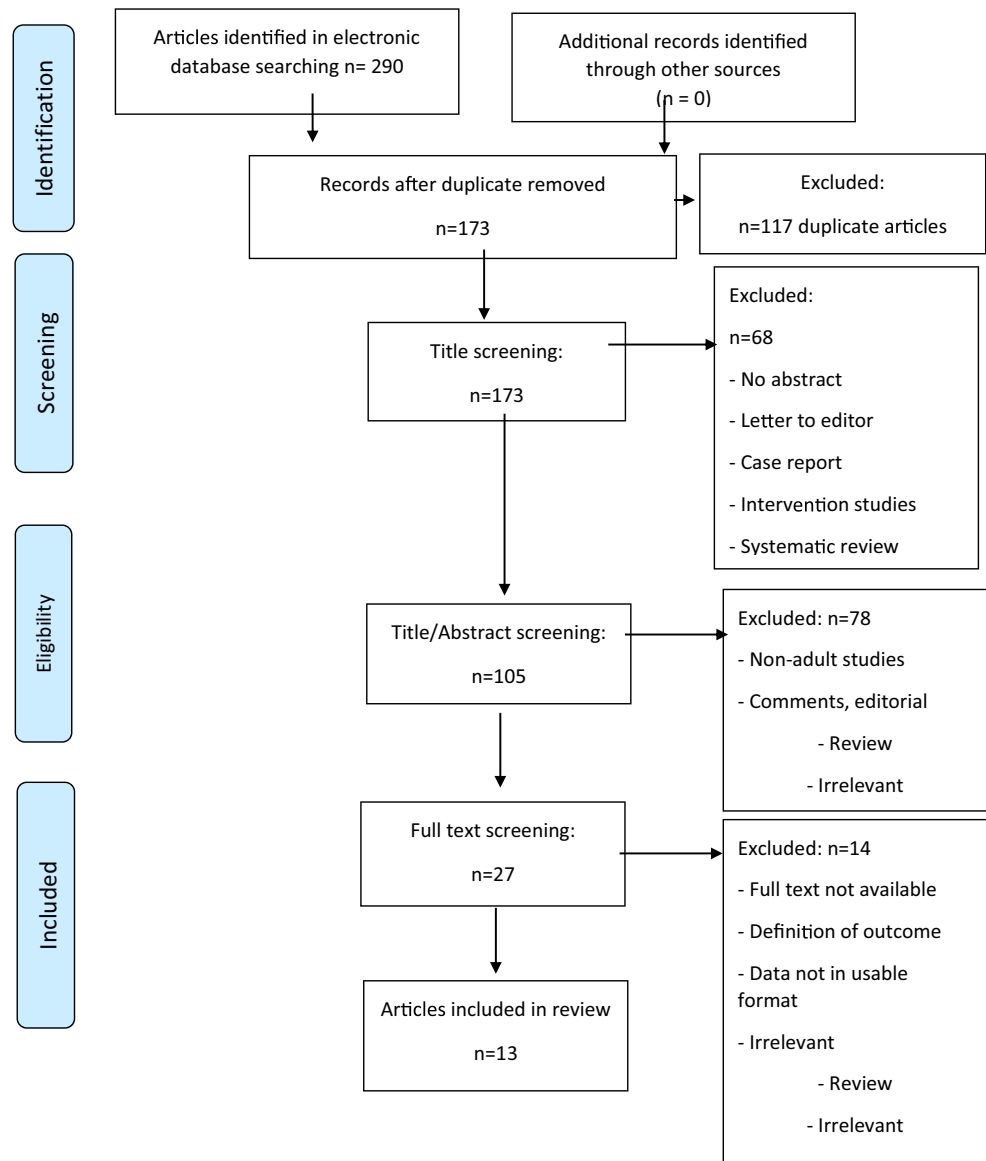 Identification
Articles identified in electronic
database searching n= 290
Additional records identified
through other sources
(n = 0)
Records after duplicate removed
n=173
Excluded:
n=117 duplicate articles
Screening
Title screening:
n=173
Excluded:
n=68
- No abstract
- Letter to editor
- Case report
- Intervention studies
- Systematic review
Eligibility
Title/Abstract screening:
n=105
Excluded: n=78
- Non-adult studies
- Comments, editorial
- Review
- Irrelevant
Included
Full text screening:
n=27
Excluded: n=14
- Full text not available
- Definition of outcome
- Data not in usable
format
- Irrelevant
- Review
- Irrelevant
Articles included in review
n=13